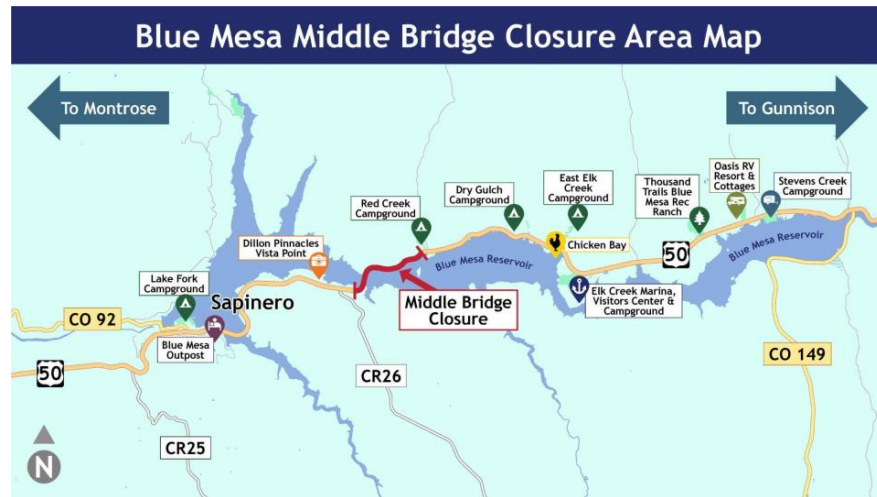 Blue Mesa Middle Bridge Closure Area Map
To Montrose
To Gunnison
Red Creek
Campground
Dry Gulch
Campground
East Elk
Creek
Campground
Thousand
Trails Blue
Mesa Rec
Ranch
Oasis RV
Resort &
Cottages
Stevens Creek
Campground
Dillon Pinnacles
Vista Point
Chicken Bay
Blue Mesa Reservoir
Blue Mesa Reservoir
50
Lake Fork
Campground
Sapinero
Middle Bridge
Closure
Elk Creek Marina,
Visitors Center &
Campground
CO 92
Blue Mesa
Outpost
50
CR26
CO 149
CR25
N